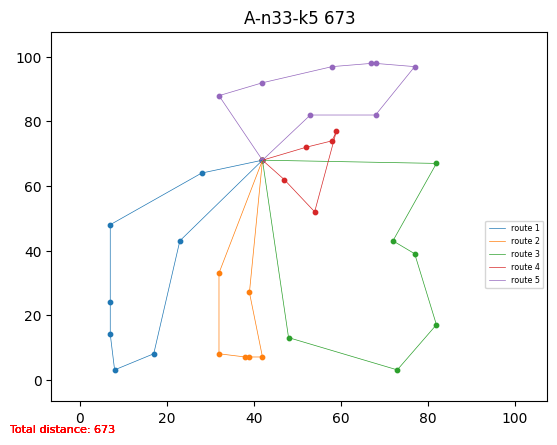 A-n33-k5 673
100
80
60
40
20
0
route 1
route 2
route 3
route 4
route 5
0 20 40 60 80 100
Total distance: 673